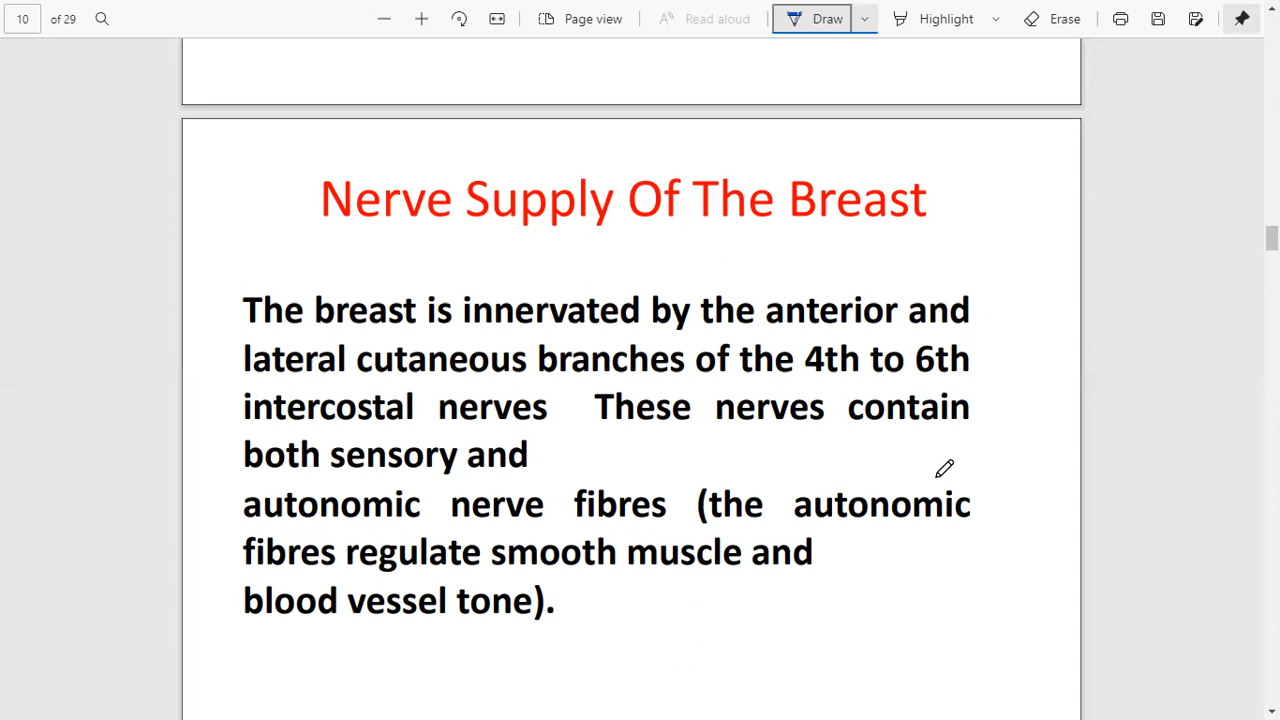 10 of 29 Page view Read aloud Draw Highlight Erase
Nerve Supply Of The Breast
The breast is innervated by the anterior and
lateral cutaneous branches of the 4th to 6th
intercostal nerves These nerves contain
both sensory and
autonomic nerve fibres (the autonomic
fibres regulate smooth muscle and
blood vessel tone).